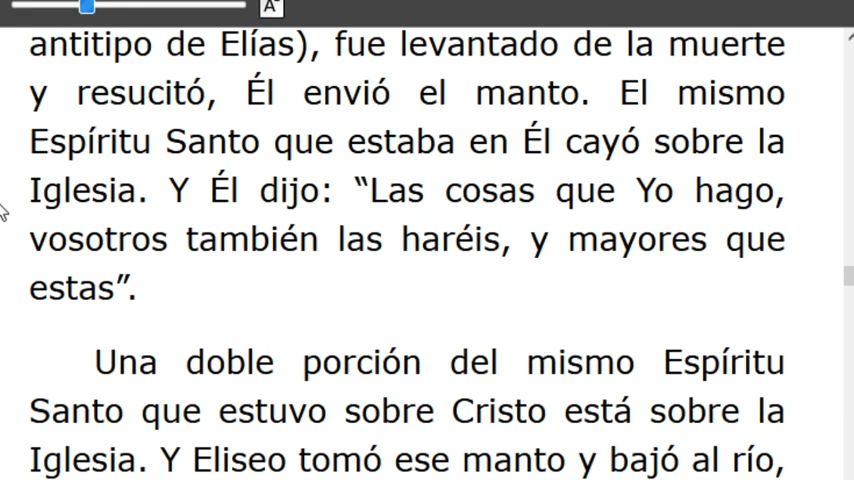 A
antitipo de Elías), fue levantado de la muerte
y resucitó, Él envió el manto. El mismo
Espíritu Santo que estaba en Él cayó sobre la
Iglesia. Y Él dijo: “Las cosas que Yo hago,
vosotros también las haréis, y mayores que
estas”.
Una doble porción del mismo Espíritu
Santo que estuvo sobre Cristo está sobre la
Iglesia. Y Eliseo tomó ese manto y bajó al río,